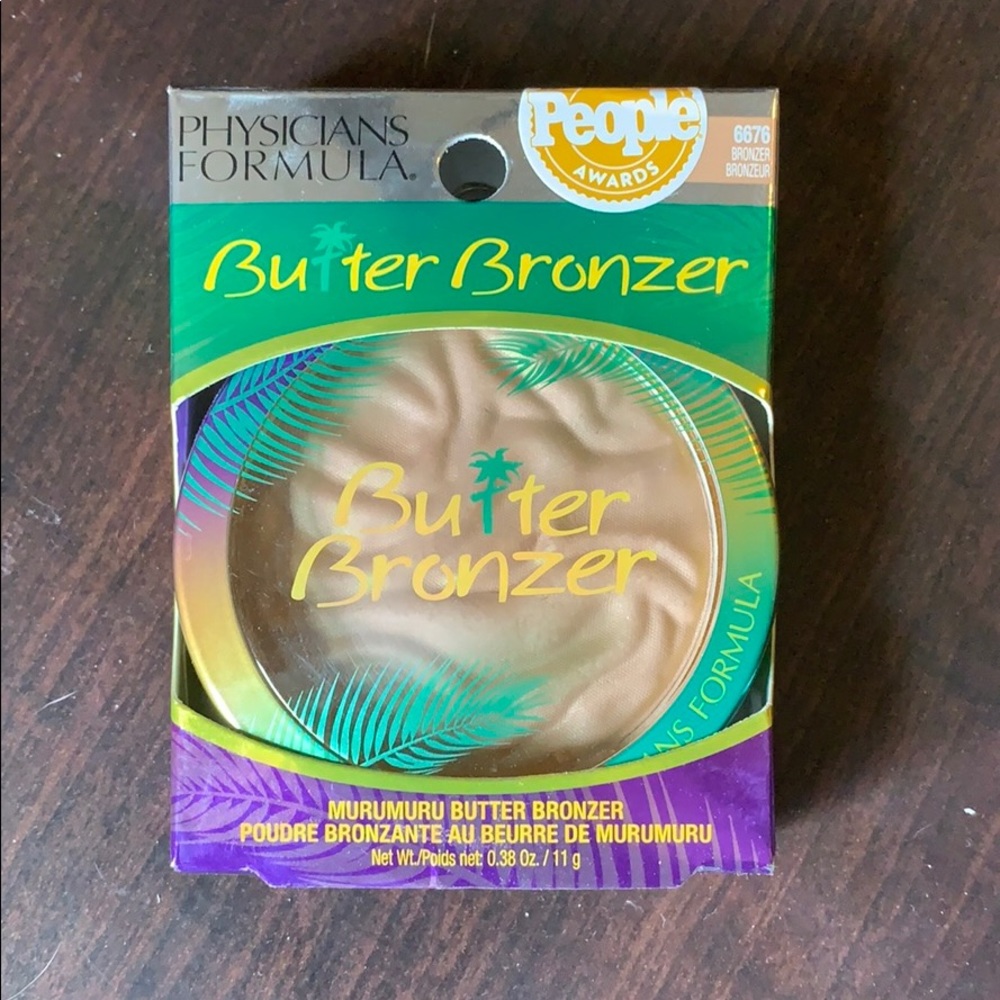 PHYSICIANS
FORMULA®
People
AWARDS
6676
BRONZER
BRONZEUR
Butter Bronzer
Butter
Bronzer
NS FORMULA
MURUMURU BUTTER BRONZER
POUDRE BRONZANTE AU BEURRE DE MURUMURU
Net Wt./Poids net: 0.38 Oz. / 11 g